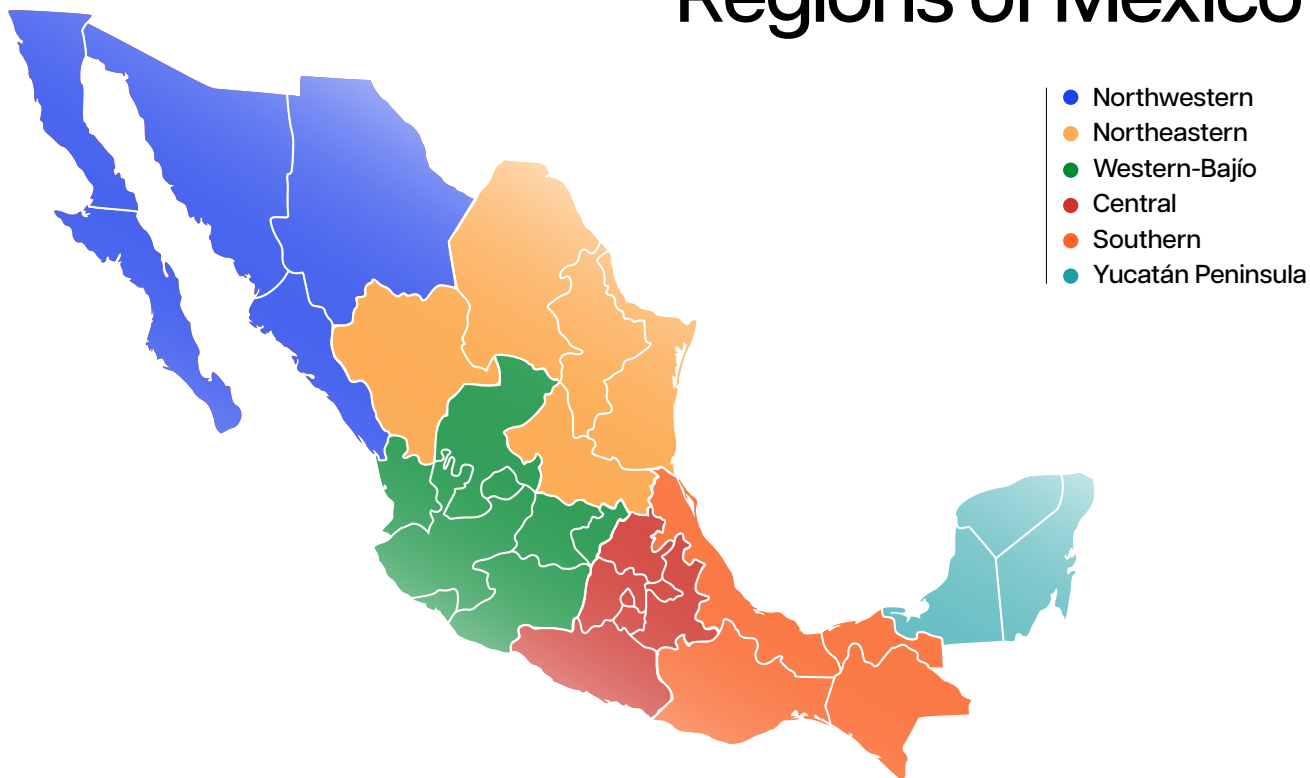 Regions of Mexico
Northwestern
Northeastern
Western-Bajío
Central
Southern
Yucatán Peninsula